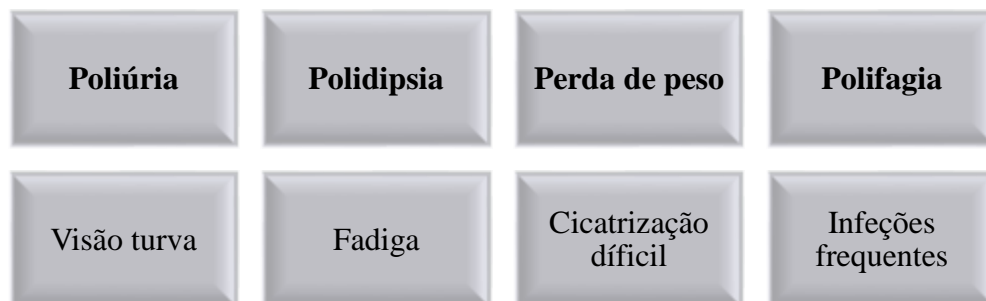 Poliúria
Polidipsia
Perda de peso
Polifagia
Visão turva
Fadiga
Cicatrização
díficil
Infeções
frequentes